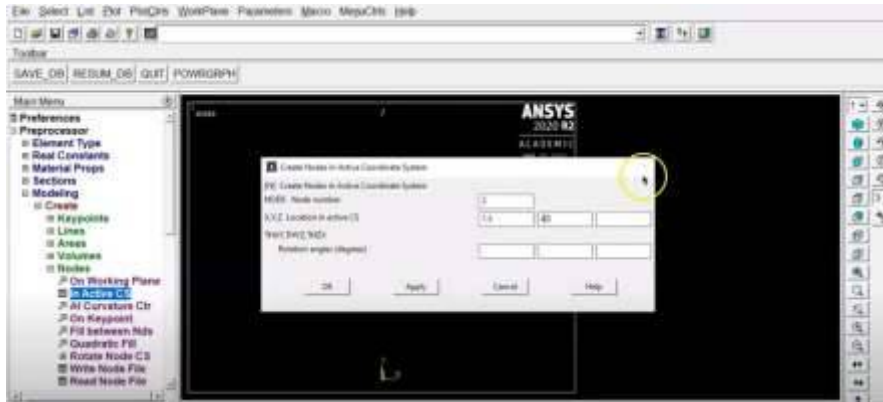 File Select List Plot PlotCtrls WorkPlane Parameters Macro MenuCtrls Help
Toolbar
SAVE_DB RESUM_DB QUIT POWRGRPH
Main Menu
Preferences
Preprocessor
Element Type
Real Constants
Material Props
Sections
Modeling
Create
Keypoints
Lines
Areas
Volumes
Nodes
On Working Plane
In Active CS
At Curvature Ctr
On Keypoint
Fill between Nds
Quadratic Fill
Rotate Node CS
Write Node File
Read Node File
ANSYS
2020 R2
ACADEMIC
Create Nodes in Active Coordinate System
[N] Create Nodes in Active Coordinate System
NODE Node number
X,Y,Z Location in active CS
THXY,THYZ,THZX
Rotation angles (degrees)
OK Apply Cancel Help